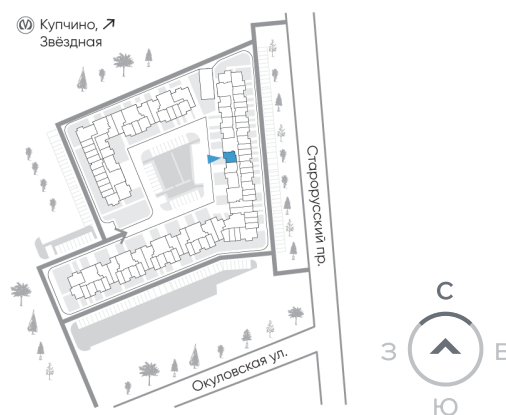 Купчино, ↗
Звёздная
Старорусский пр.
Окуловская ул.
С
З
В
Ю